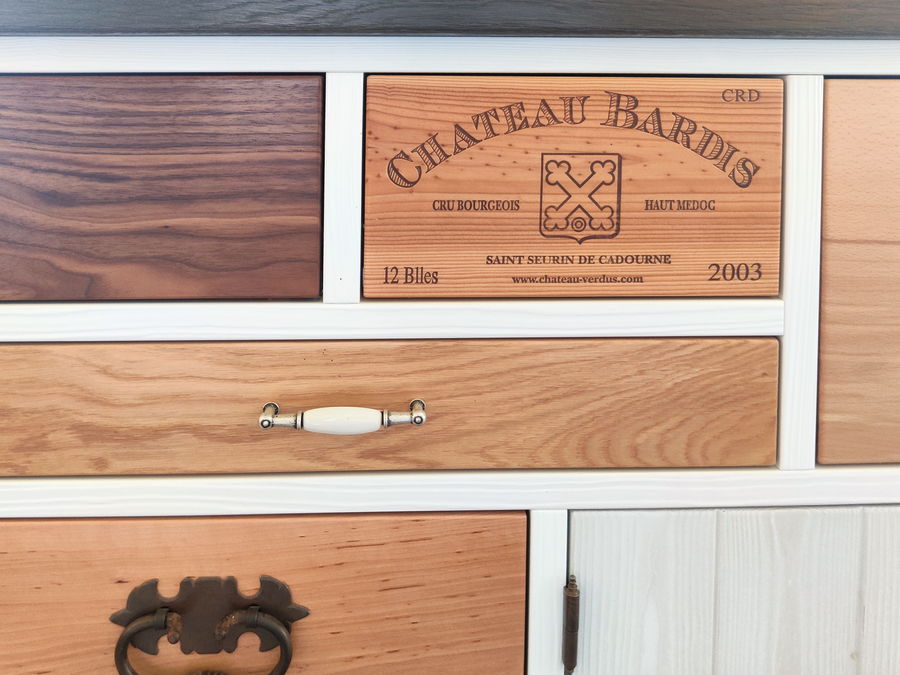 CRD
CHATEAU BARDIS
CRU BOURGEOIS HAUT MEDOC
SAINT SEURIN DE CADOURNE
12 Blles www.chateau-verdus.com 2003